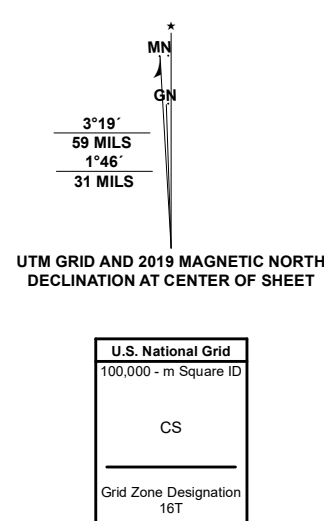 MN
GN
3°19´
59 MILS
1°46´
31 MILS
UTM GRID AND 2019 MAGNETIC NORTH
DECLINATION AT CENTER OF SHEET
U.S. National Grid
100,000 - m Square ID
CS
Grid Zone Designation
16T